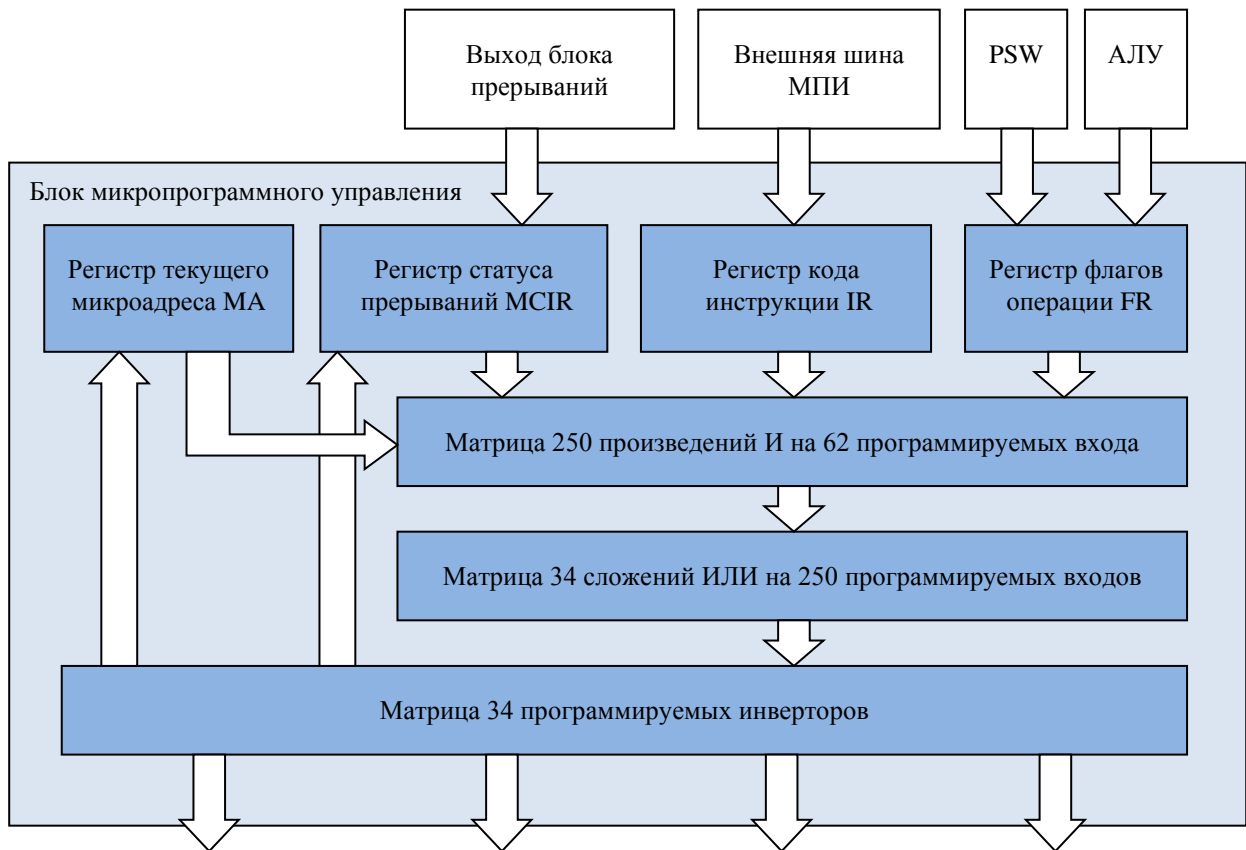 Выход блока
прерываний
Внешняя шина
МПИ
PSW
АЛУ
Блок микропрограммного управления
Регистр текущего
микроадреса МА
Регистр статуса
прерываний MCIR
Регистр кода
инструкции IR
Регистр флагов
операции FR
Матрица 250 произведений И на 62 программируемых входа
Матрица 34 сложений ИЛИ на 250 программируемых входов
Матрица 34 программируемых инверторов